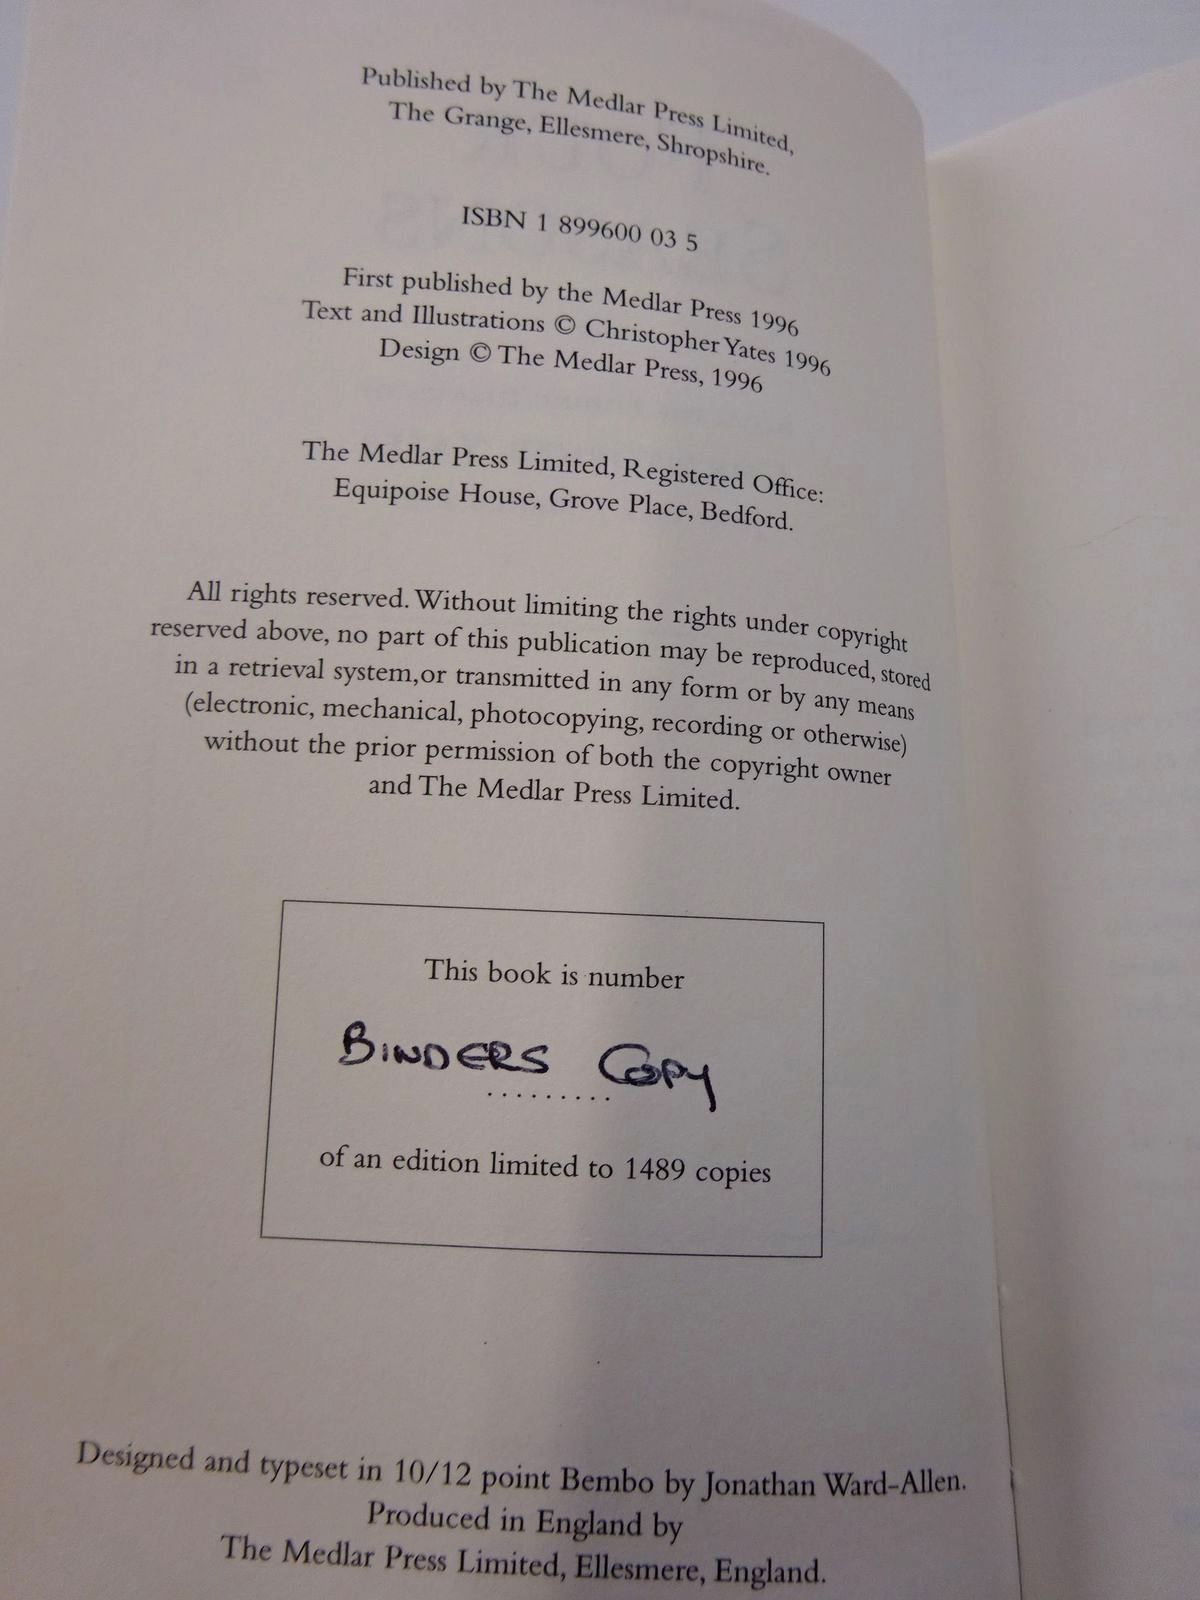 Published by The Medlar Press Limited,
The Grange, Ellesmere, Shropshire.
ISBN 1 899600 03 5
First published by the Medlar Press 1996
Text and Illustrations © Christopher Yates 1996
Design © The Medlar Press, 1996
The Medlar Press Limited, Registered Office:
Equipoise House, Grove Place, Bedford.
All rights reserved. Without limiting the rights under copyright
reserved above, no part of this publication may be reproduced, stored
in a retrieval system,or transmitted in any form or by any means
(electronic, mechanical, photocopying, recording or otherwise)
without the prior permission of both the copyright owner
and The Medlar Press Limited.
This book is number
BINDERS COPY
.........
of an edition limited to 1489 copies
Designed and typeset in 10/12 point Bembo by Jonathan Ward-Allen.
Produced in England by
The Medlar Press Limited, Ellesmere, England.